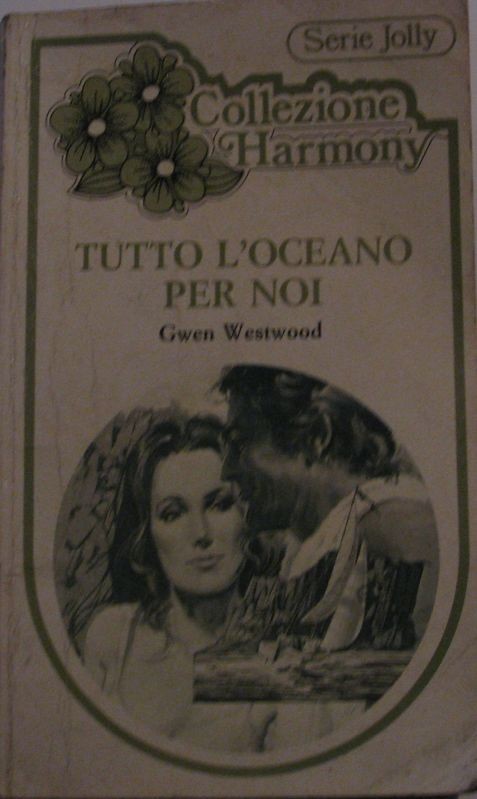 Serie Jolly
Collezione
Harmony
TUTTO L'OCEANO
PER NOI
Gwen Westwood